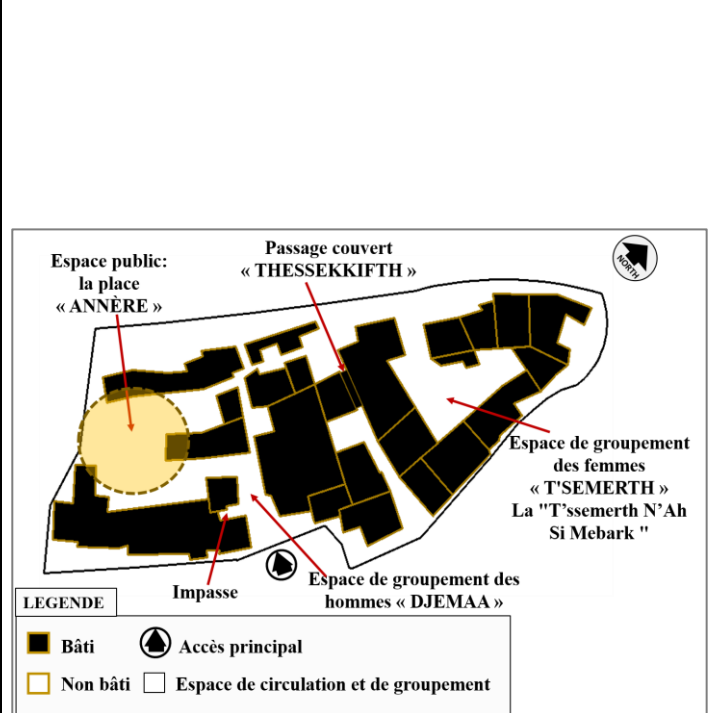 Espace public:
la place
« ANNÈRE »
Passage couvert
« THESSEKKIFTH »
NORTH
Espace de groupement
des femmes
« T'SEMERTH »
La "T’ssemerth N’Ah
Si Mebark "
Impasse
Espace de groupement des
hommes « DJEMAA »
LEGENDE
Bâti
Accès principal
Non bâti
Espace de circulation et de groupement